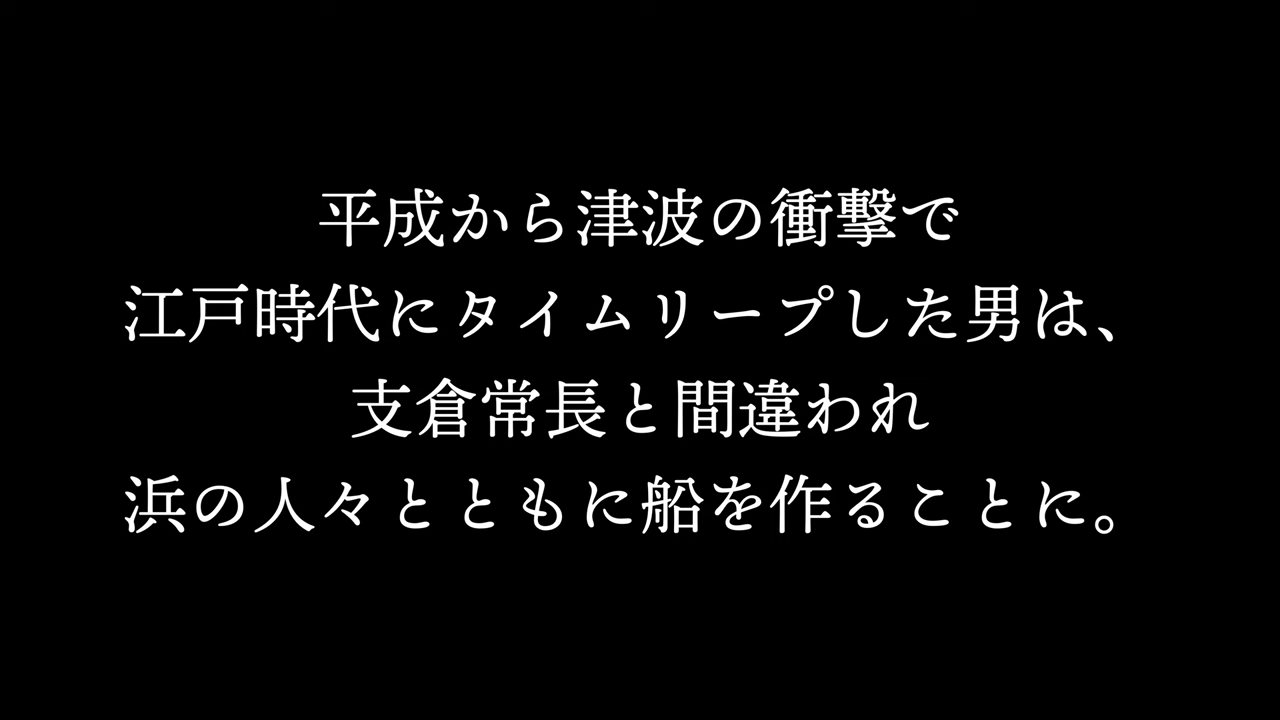 平成から津波の衝撃で
江戸時代にタイムリープした男は、
支倉常長と間違われ
浜の人々とともに船を作ることに。